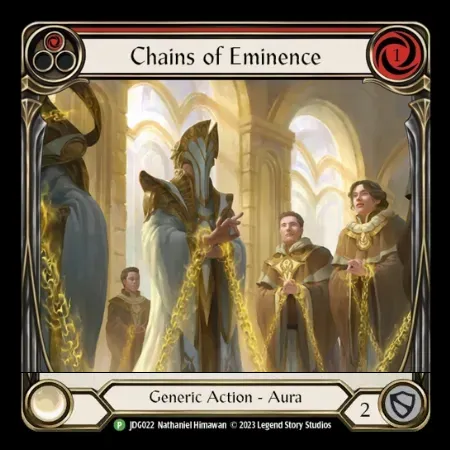 Chains of Eminence
1
Generic Action - Aura
2
P JDG022 Nathaniel Himawan © 2023 Legend Story Studios